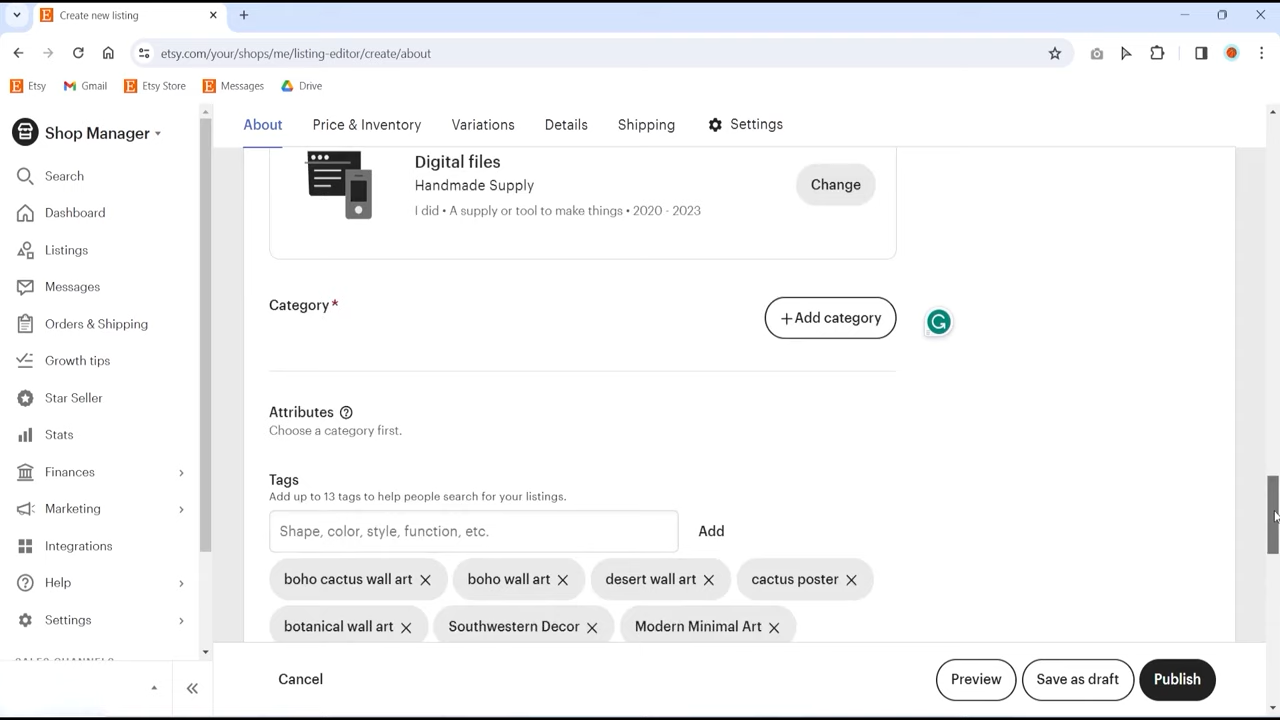 Create new listing
etsy.com/your/shops/me/listing-editor/create/about
Etsy
Gmail
Etsy Store
Messages
Drive
Shop Manager
About
Price & Inventory
Variations
Details
Shipping
Settings
Search
Dashboard
Listings
Messages
Orders & Shipping
Growth tips
Star Seller
Stats
Finances
Marketing
Integrations
Help
Settings
SALES CHANNELS
Digital files
Handmade Supply
I did • A supply or tool to make things • 2020 - 2023
Change
Category*
+Add category
Attributes
Choose a category first.
Tags
Add up to 13 tags to help people search for your listings.
Shape, color, style, function, etc.
Add
boho cactus wall art
boho wall art
desert wall art
cactus poster
botanical wall art
Southwestern Decor
Modern Minimal Art
Cancel
Preview
Save as draft
Publish